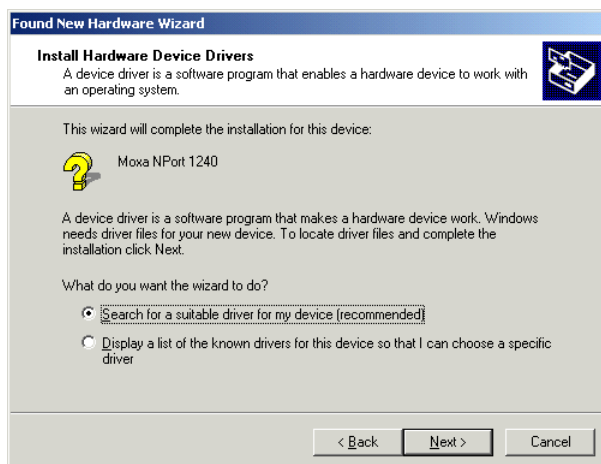 Found New Hardware Wizard
Install Hardware Device Drivers
A device driver is a software program that enables a hardware device to work with
an operating system.
This wizard will complete the installation for this device:
Moxa NPort 1240
A device driver is a software program that makes a hardware device work. Windows
needs driver files for your new device. To locate driver files and complete the
installation click Next.
What do you want the wizard to do?
Search for a suitable driver for my device (recommended)
Display a list of the known drivers for this device so that I can choose a specific
driver
< Back Next > Cancel